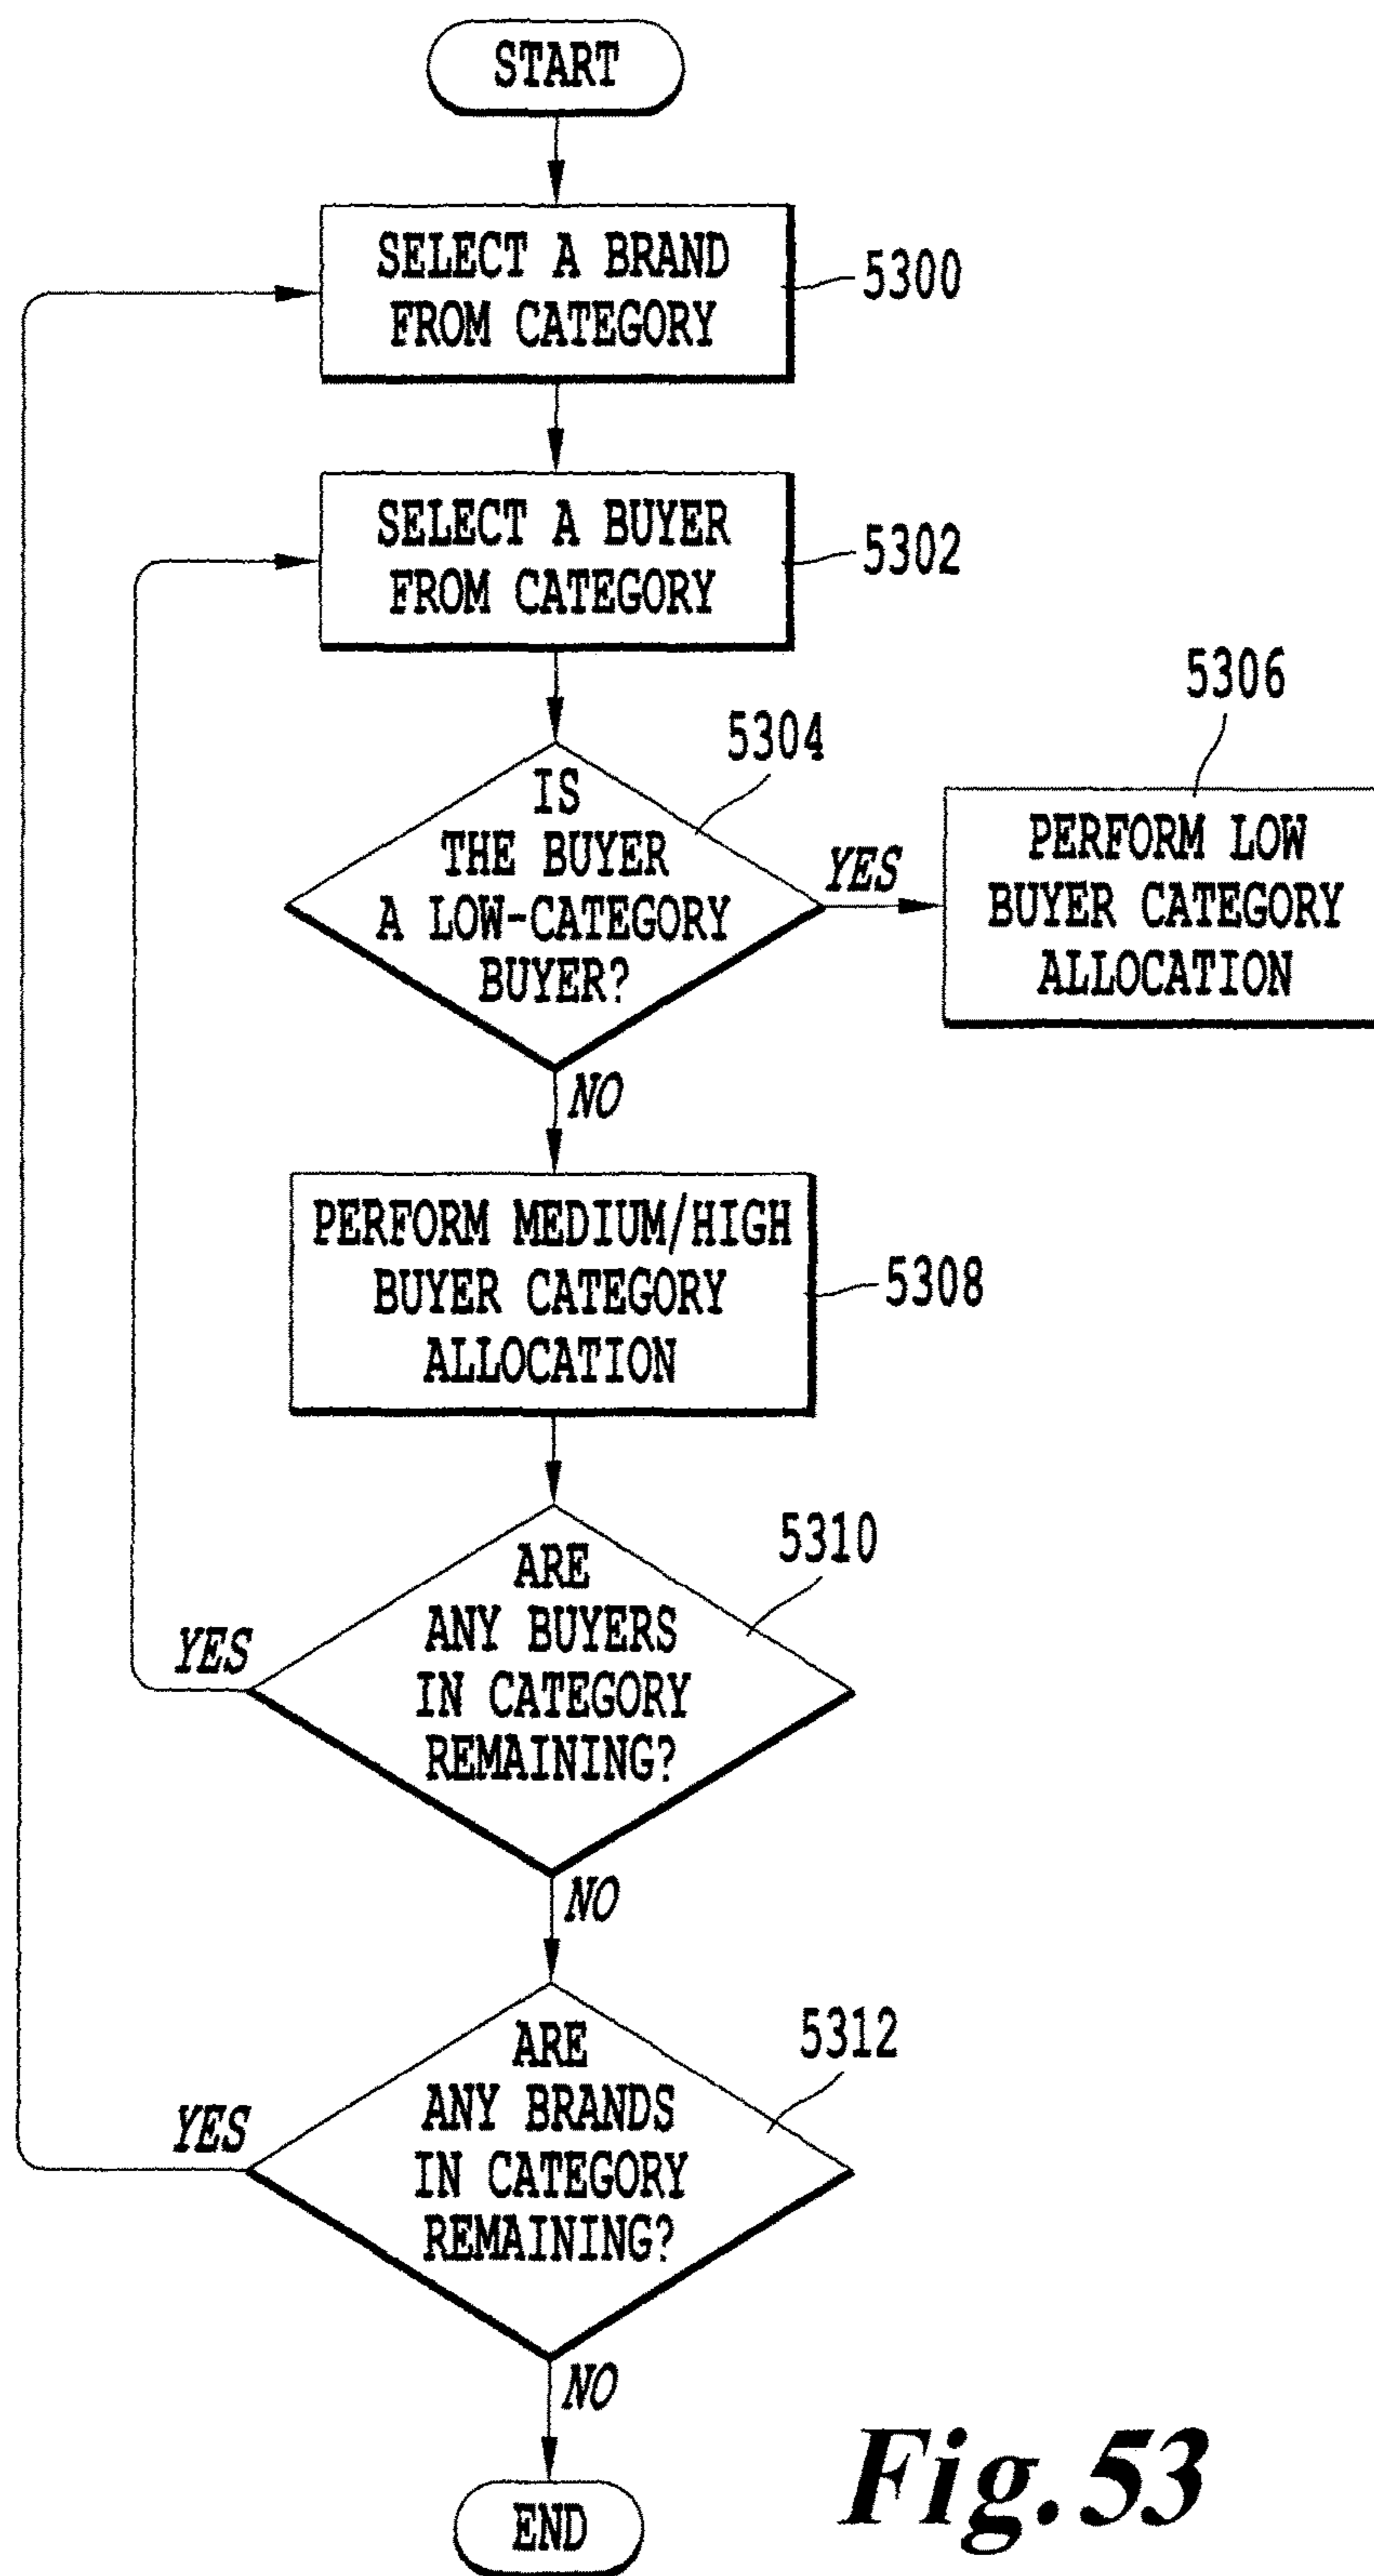 START
SELECT A BRAND
FROM CATEGORY
5300
SELECT A BUYER
FROM CATEGORY
5302
5304
IS
THE BUYER
A LOW-CATEGORY
BUYER?
YES
5306
PERFORM LOW
BUYER CATEGORY
ALLOCATION
NO
PERFORM MEDIUM/HIGH
BUYER CATEGORY
ALLOCATION
5308
5310
ARE
ANY BUYERS
IN CATEGORY
REMAINING?
YES
NO
5312
ARE
ANY BRANDS
IN CATEGORY
REMAINING?
YES
NO
END
Fig. 53